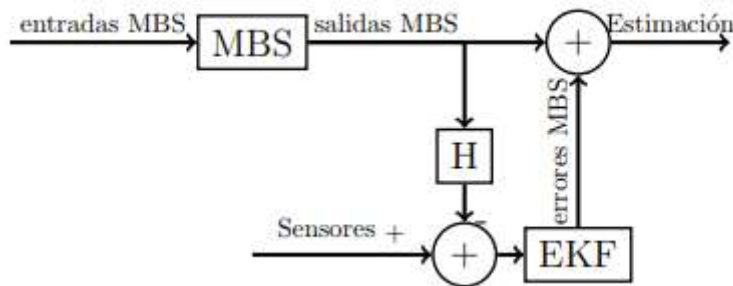 entradas MBS
MBS
salidas MBS
+
Estimación
H
errores MBS
Sensores +
-
+
EKF